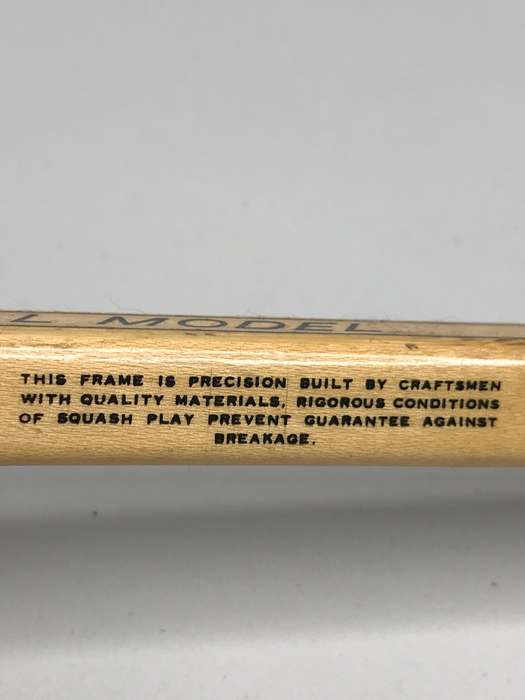 L MODEL
THIS FRAME IS PRECISION BUILT BY CRAFTSMEN
WITH QUALITY MATERIALS, RIGOROUS CONDITIONS
OF SQUASH PLAY PREVENT GUARANTEE AGAINST
BREAKAGE.